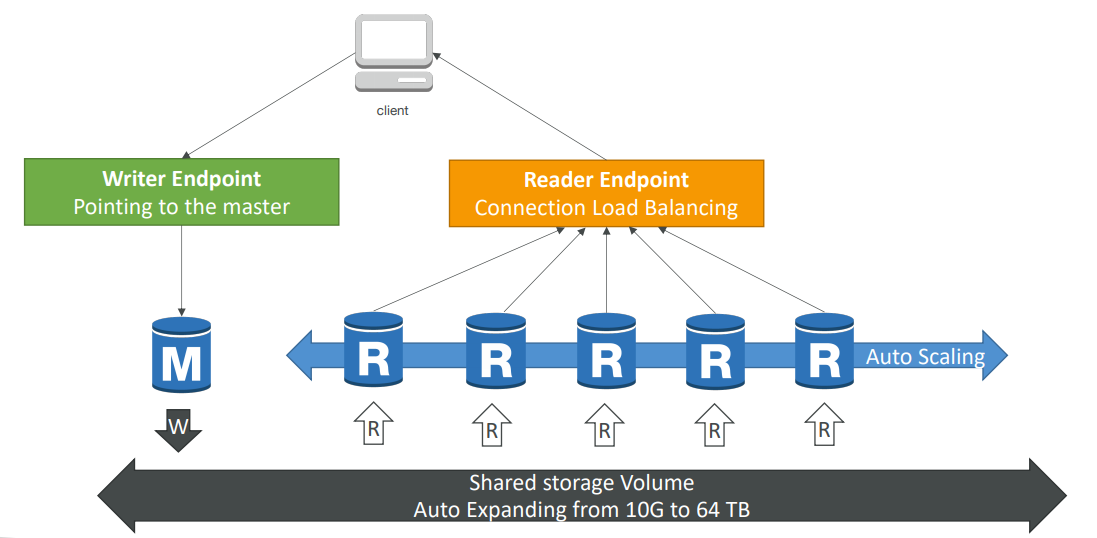 client
Writer Endpoint
Pointing to the master
Reader Endpoint
Connection Load Balancing
M
R
R
R
R
R
Auto Scaling
W
R
R
R
R
R
Shared storage Volume
Auto Expanding from 10G to 64 TB